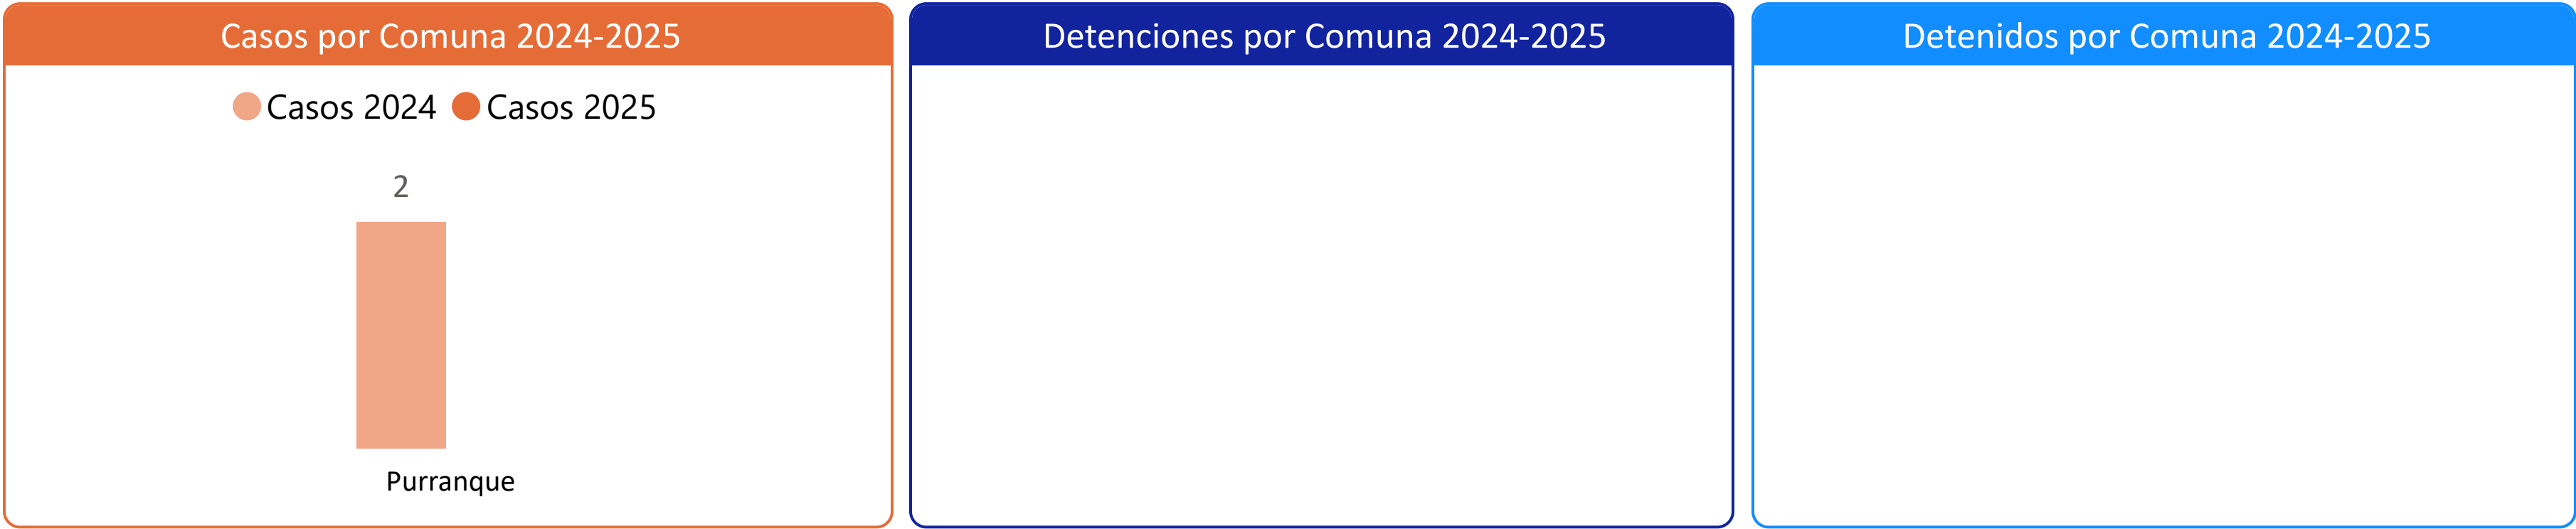 Casos por Comuna 2024-2025
Casos 2024 Casos 2025
2
Purranque
Detenciones por Comuna 2024-2025
Detenidos por Comuna 2024-2025